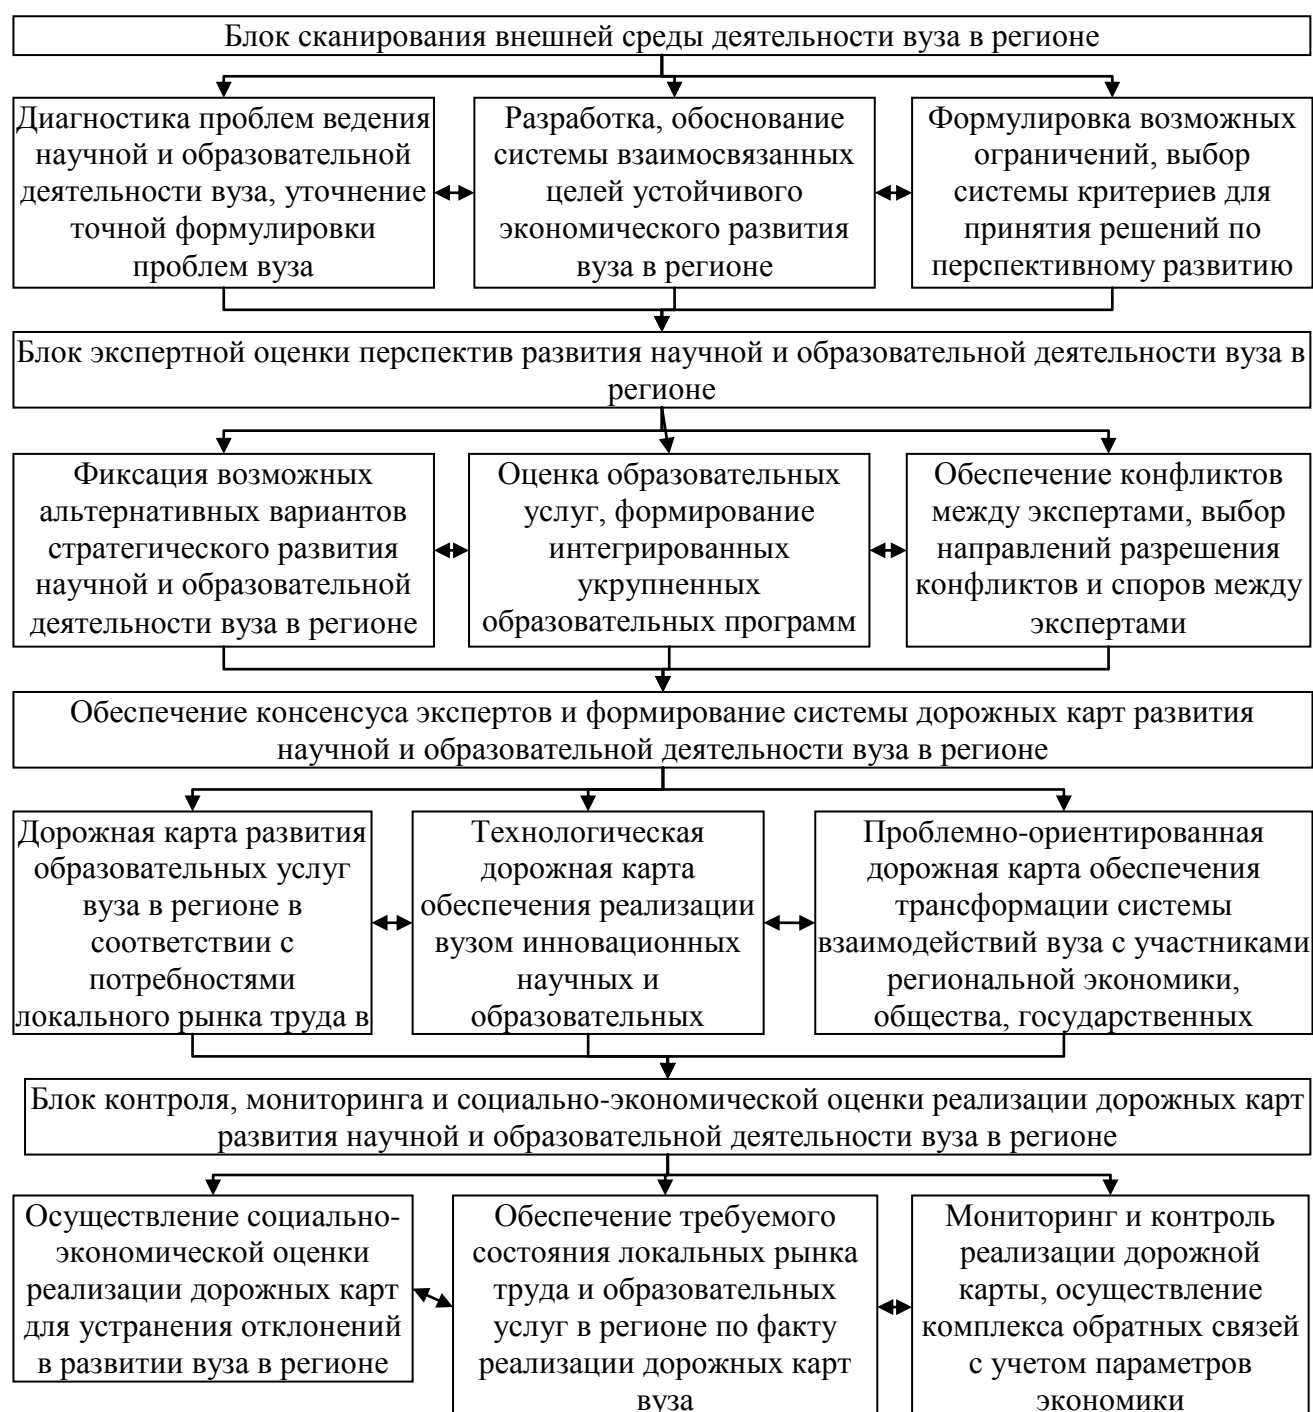 Блок сканирования внешней среды деятельности вуза в регионе
Диагностика проблем ведения
научной и образовательной
деятельности вуза, уточнение
точной формулировки
проблем вуза
Разработка, обоснование
системы взаимосвязанных
целей устойчивого
экономического развития
вуза в регионе
Формулировка возможных
ограничений, выбор
системы критериев для
принятия решений по
перспективному развитию
Блок экспертной оценки перспектив развития научной и образовательной деятельности вуза в
регионе
Фиксация возможных
альтернативных вариантов
стратегического развития
научной и образовательной
деятельности вуза в регионе
Оценка образовательных
услуг, формирование
интегрированных
укрупненных
образовательных программ
Обеспечение конфликтов
между экспертами, выбор
направлений разрешения
конфликтов и споров между
экспертами
Обеспечение консенсуса экспертов и формирование системы дорожных карт развития
научной и образовательной деятельности вуза в регионе
Дорожная карта развития
образовательных услуг
вуза в регионе в
соответствии с
потребностями
локального рынка труда в
Технологическая
дорожная карта
обеспечения реализации
вузом инновационных
научных и
образовательных
Проблемно-ориентированная
дорожная карта обеспечения
трансформации системы
взаимодействий вуза с участниками
региональной экономики,
общества, государственных
Блок контроля, мониторинга и социально-экономической оценки реализации дорожных карт
развития научной и образовательной деятельности вуза в регионе
Осуществление социально-
экономической оценки
реализации дорожных карт
для устранения отклонений
в развитии вуза в регионе
Обеспечение требуемого
состояния локальных рынка
труда и образовательных
услуг в регионе по факту
реализации дорожных карт
вуза
Мониторинг и контроль
реализации дорожной
карты, осуществление
комплекса обратных связей
с учетом параметров
экономики